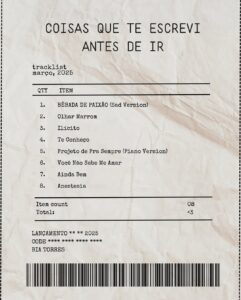 COISAS QUE TE ESCREVI
ANTES DE IR
tracklist
março, 2025
QTY ITEM
1. BÊBADA DE PAIXÃO (Sad Version)
2. Olhar Marrom
3. Ilícito
4. Te Conheço
5. Projeto de Pra Sempre (Piano Version)
6. Você Não Sabe Me Amar
7. Ainda Bem
8. Anestesia
Item count 08
Total: <3
LANÇAMENTO ** ** 2025
CODE **** **** **** ****
BIA TORRES